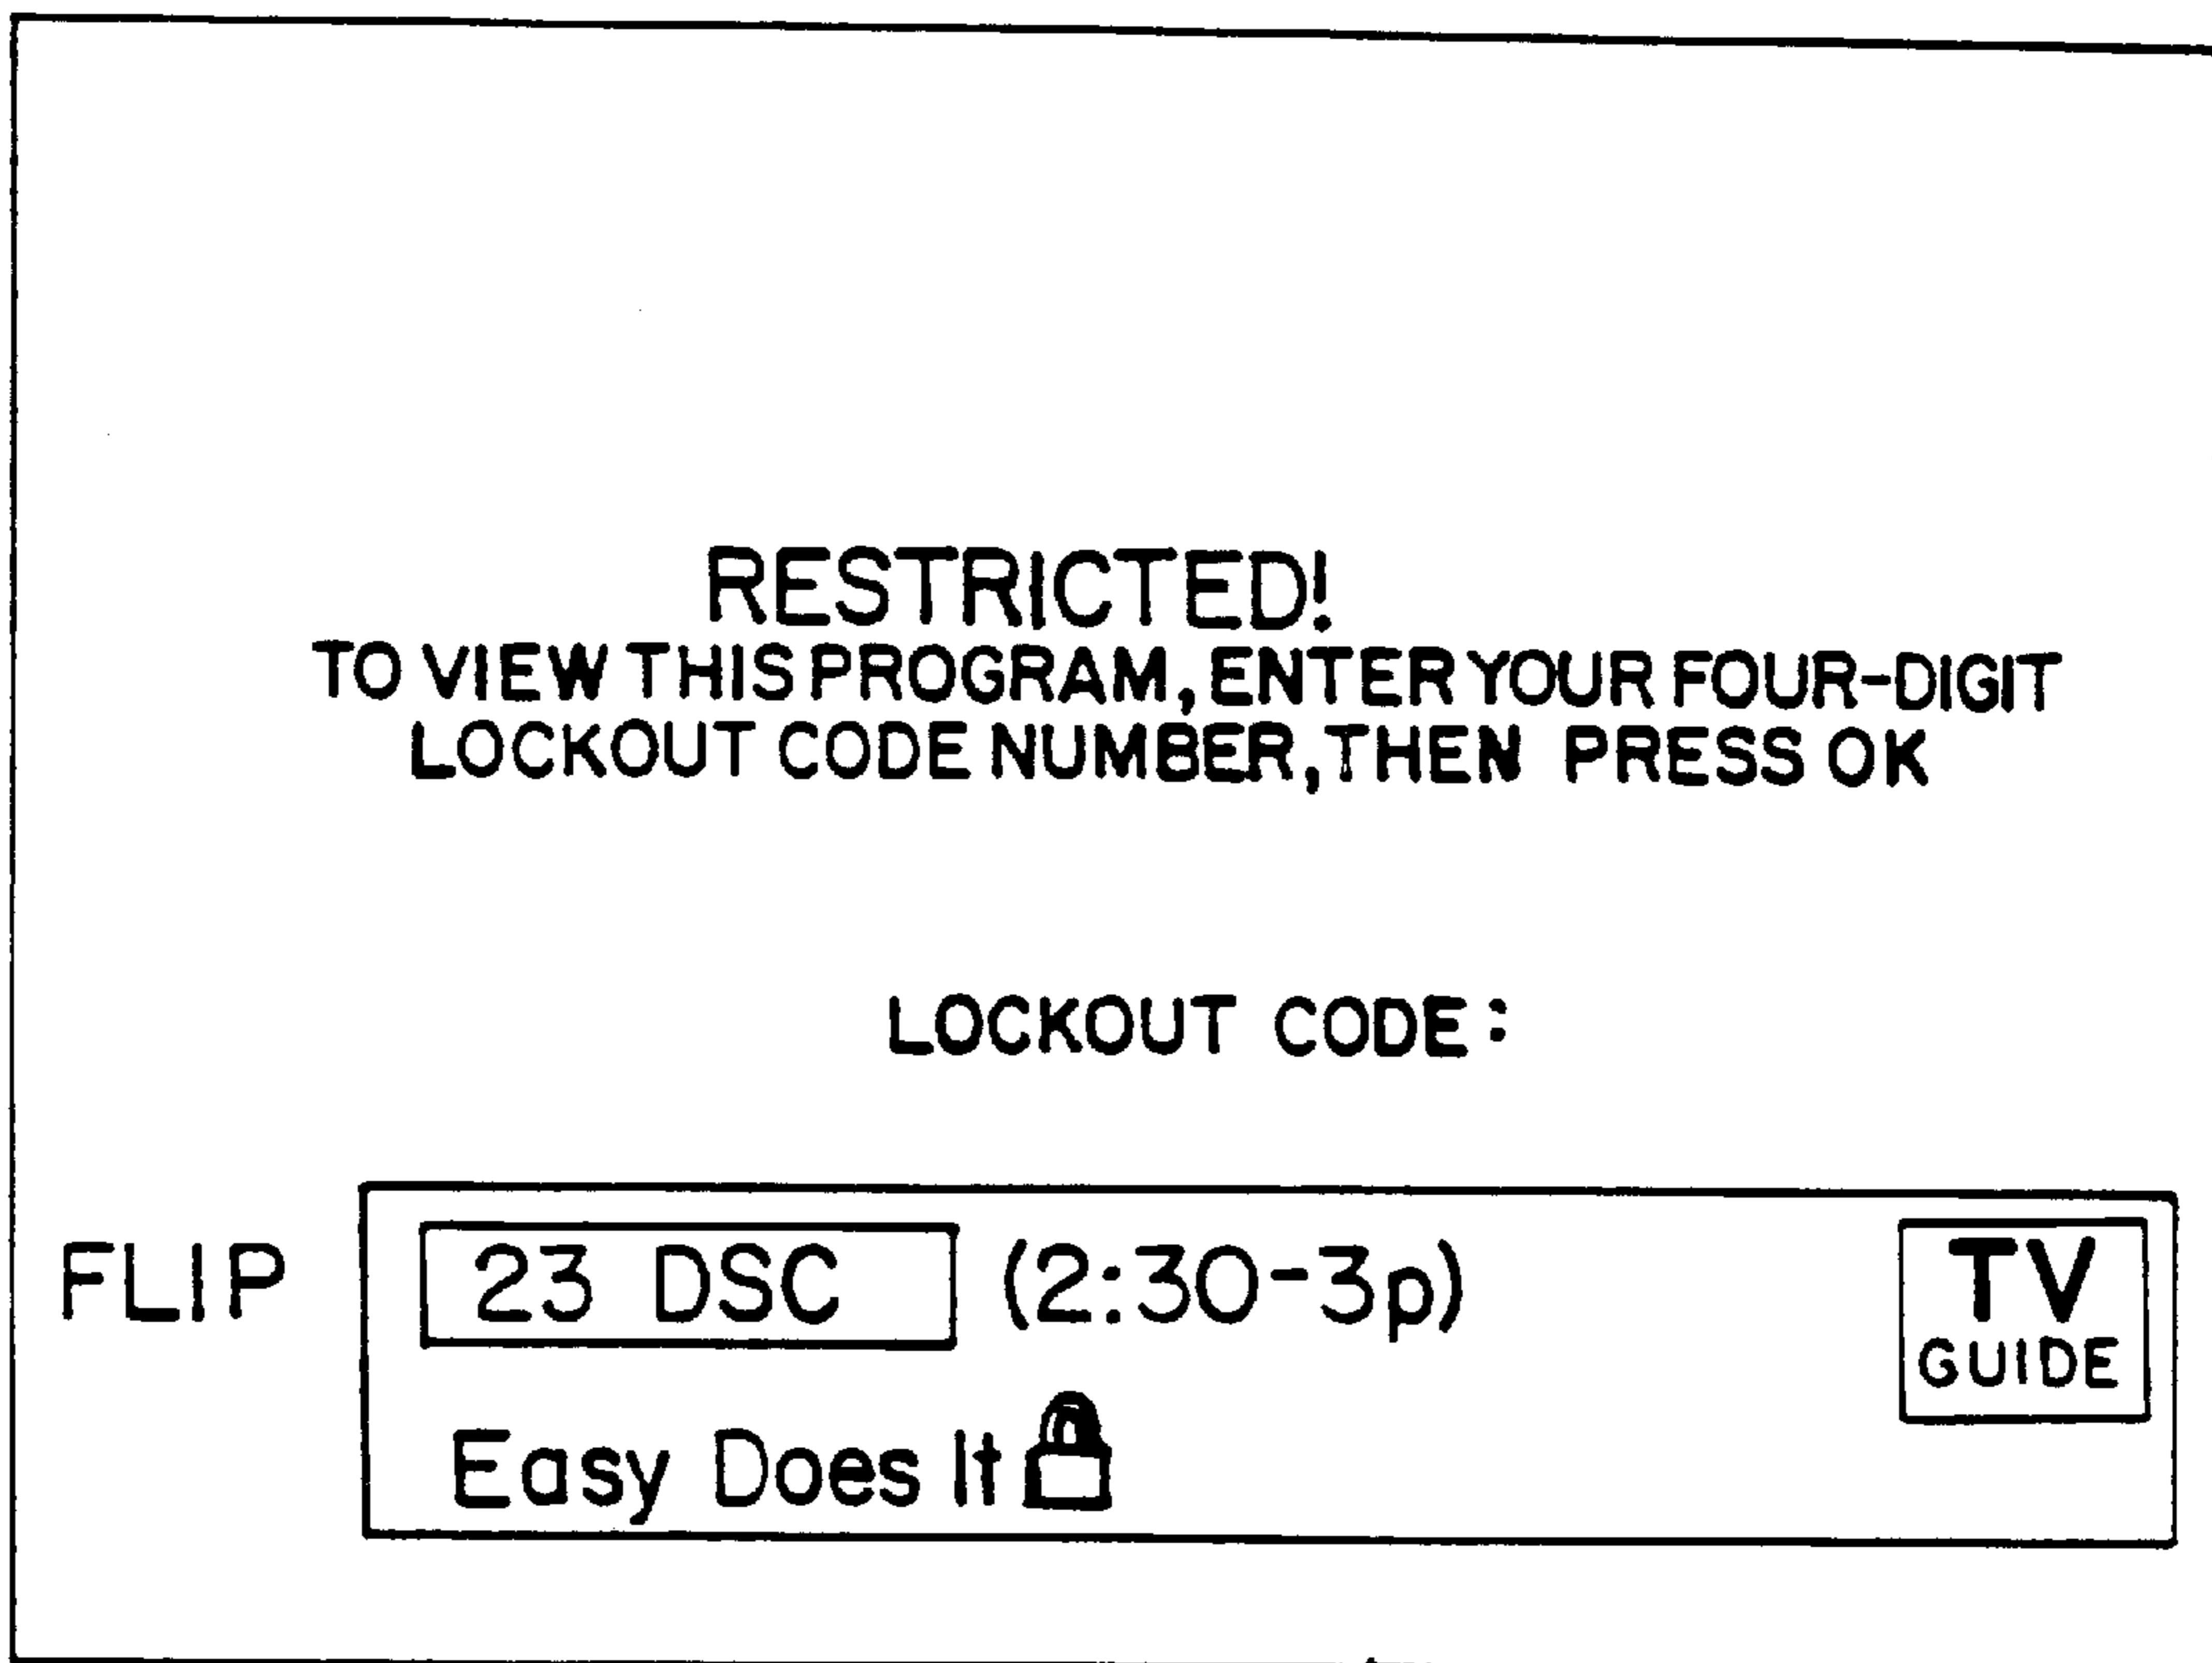 RESTRICTED!
TO VIEW THIS PROGRAM, ENTER YOUR FOUR-DIGIT
LOCKOUT CODE NUMBER, THEN PRESS OK
LOCKOUT CODE:
FLIP
23 DSC (2:30-3p)
TV
GUIDE
Easy Does It